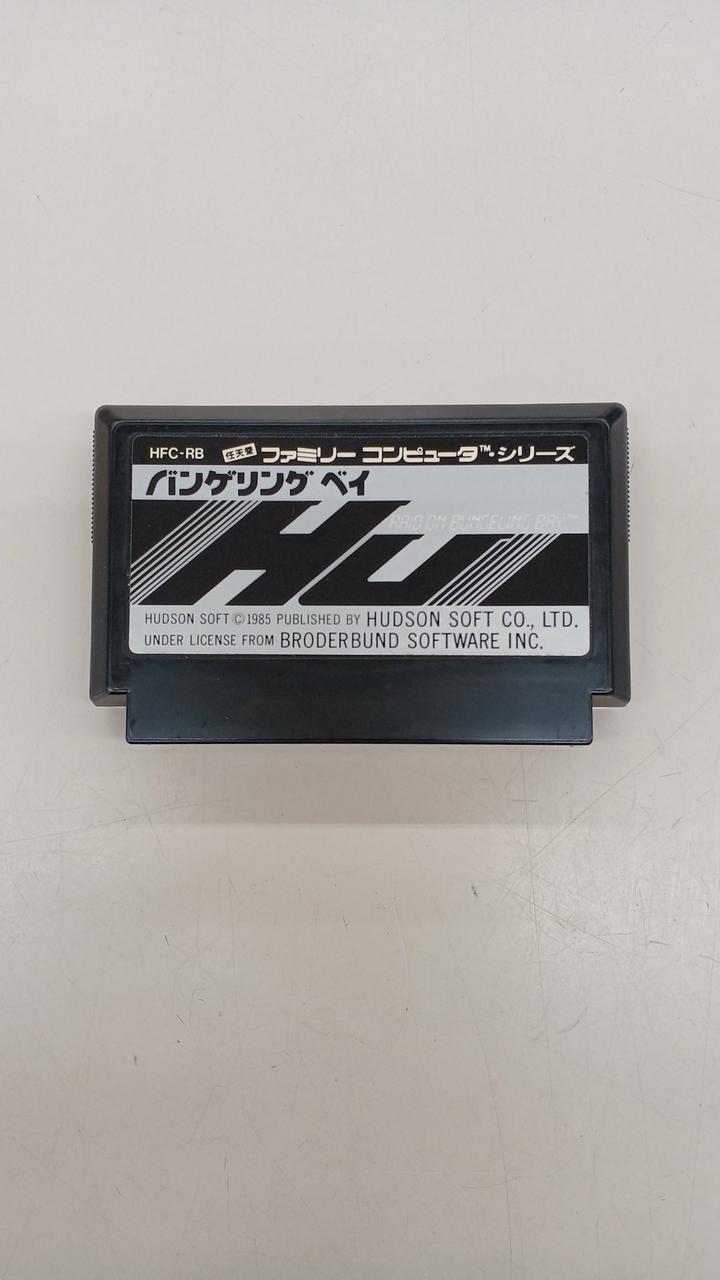 HFC-RB 任天堂 ファミリー コンピュータ™・シリーズ
バンゲリング ベイ
RAID ON BUNGELING BAY™
HU
HUDSON SOFT © 1985 PUBLISHED BY HUDSON SOFT CO., LTD.
UNDER LICENSE FROM BRODERBUND SOFTWARE INC.